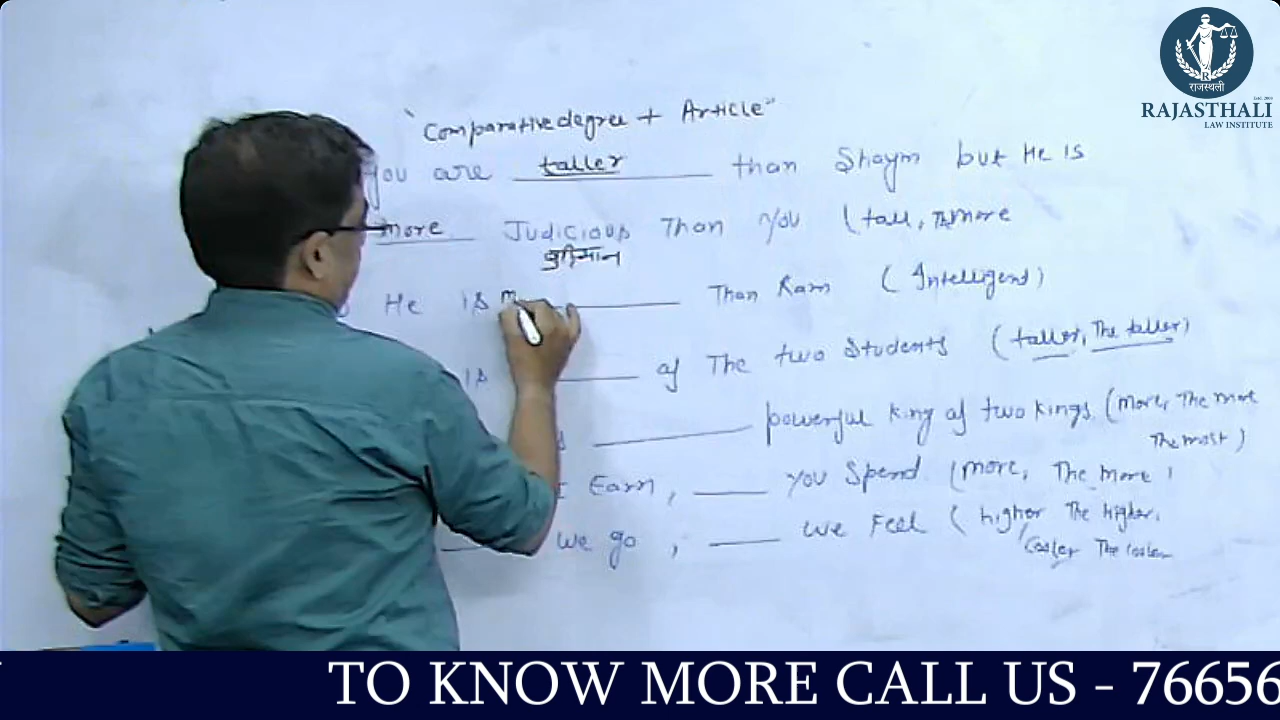 राजस्थली
RAJASTHALI
LAW INSTITUTE
"Comparative degree + Article"
you are taller than Shaym but He is
more Judicious Than You (tall, The more
बुद्धिमान
He is m Than Ram (Intelligent)
is of The two Students (taller, The taller)
powerful King of two Kings. (more, The more
The most)
I Earn, you Spend. (more, The more)
we go, we Feel (higher The higher,
Cooler The Cooler
TO KNOW MORE CALL US - 76656